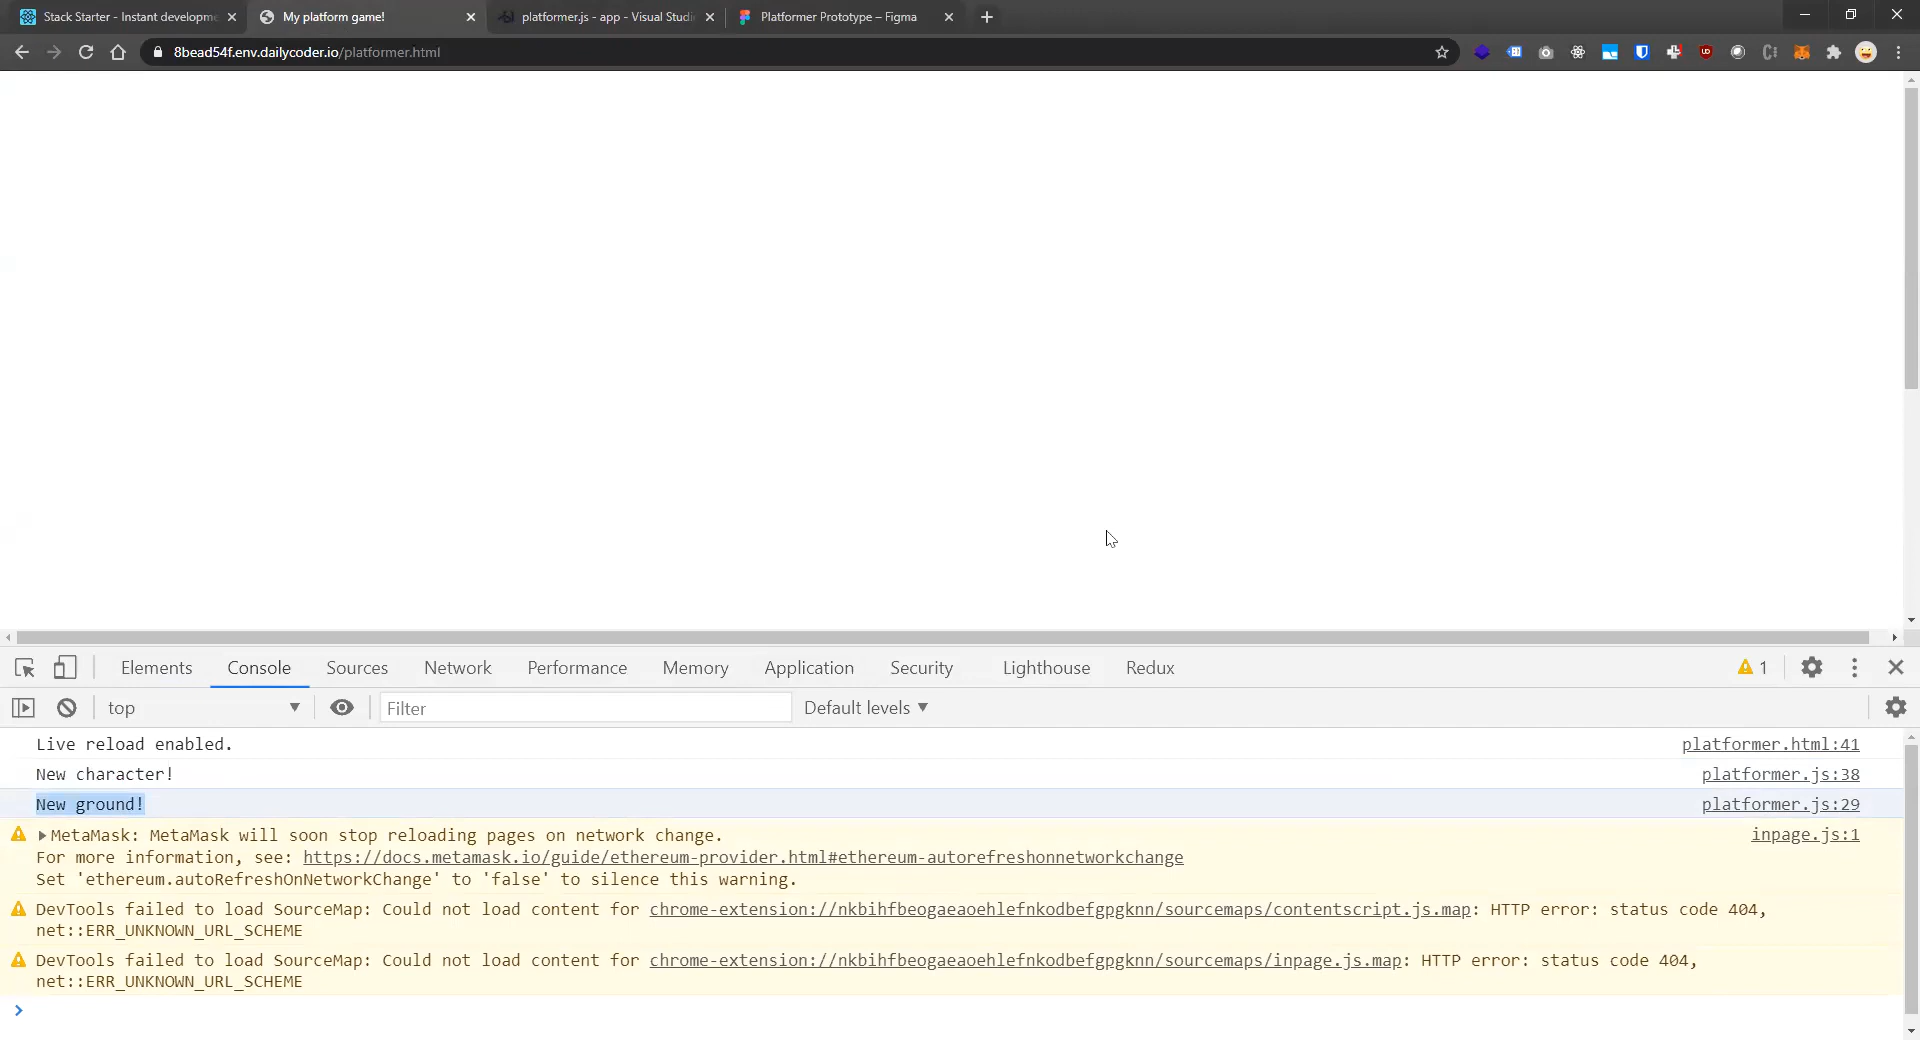 Stack Starter - Instant developme
My platform game!
platformer.js - app - Visual Studi
Platformer Prototype – Figma
8bead54f.env.dailycoder.io/platformer.html
Elements
Console
Sources
Network
Performance
Memory
Application
Security
Lighthouse
Redux
1
top
Filter
Default levels
Live reload enabled. platformer.html:41
New character! platformer.js:38
New ground! platformer.js:29
MetaMask: MetaMask will soon stop reloading pages on network change. inpage.js:1
For more information, see: https://docs.metamask.io/guide/ethereum-provider.html#ethereum-autorefreshonnetworkchange
Set 'ethereum.autoRefreshOnNetworkChange' to 'false' to silence this warning.
DevTools failed to load SourceMap: Could not load content for chrome-extension://nkbihfbeogaeaoehlefnkodbefgpgknn/sourcemaps/contentscript.js.map: HTTP error: status code 404,
net::ERR_UNKNOWN_URL_SCHEME
DevTools failed to load SourceMap: Could not load content for chrome-extension://nkbihfbeogaeaoehlefnkodbefgpgknn/sourcemaps/inpage.js.map: HTTP error: status code 404,
net::ERR_UNKNOWN_URL_SCHEME